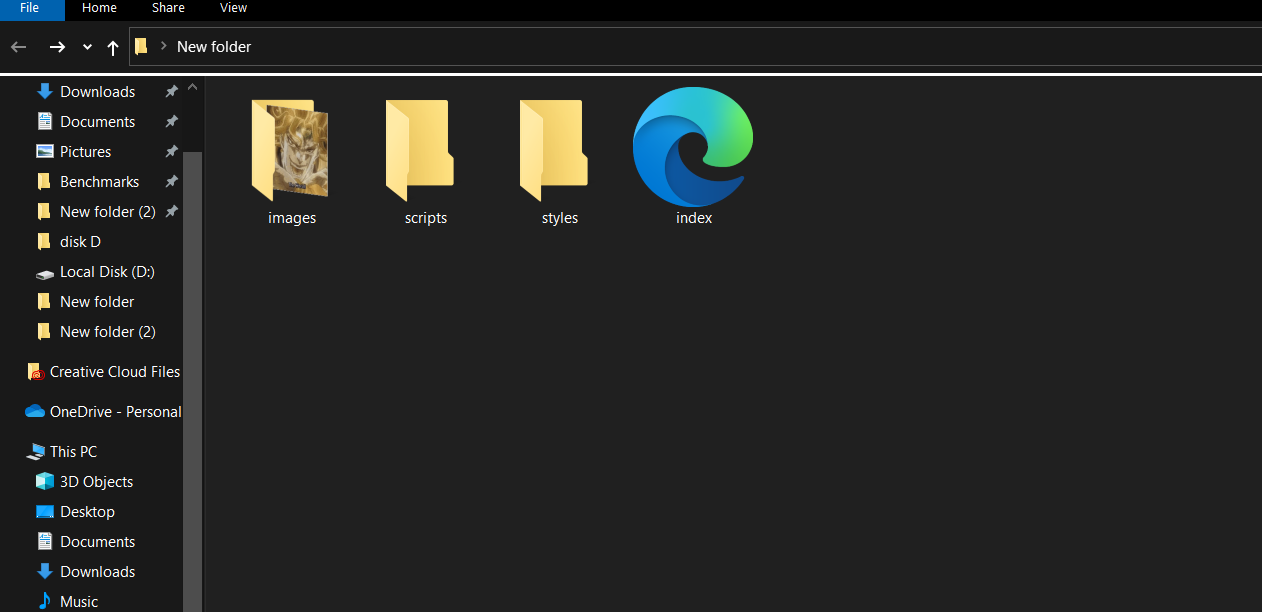 File Home Share View
New folder
Downloads
Documents
Pictures
Benchmarks
New folder (2)
disk D
Local Disk (D:)
New folder
New folder (2)
Creative Cloud Files
OneDrive - Personal
This PC
3D Objects
Desktop
Documents
Downloads
Music
images scripts styles index